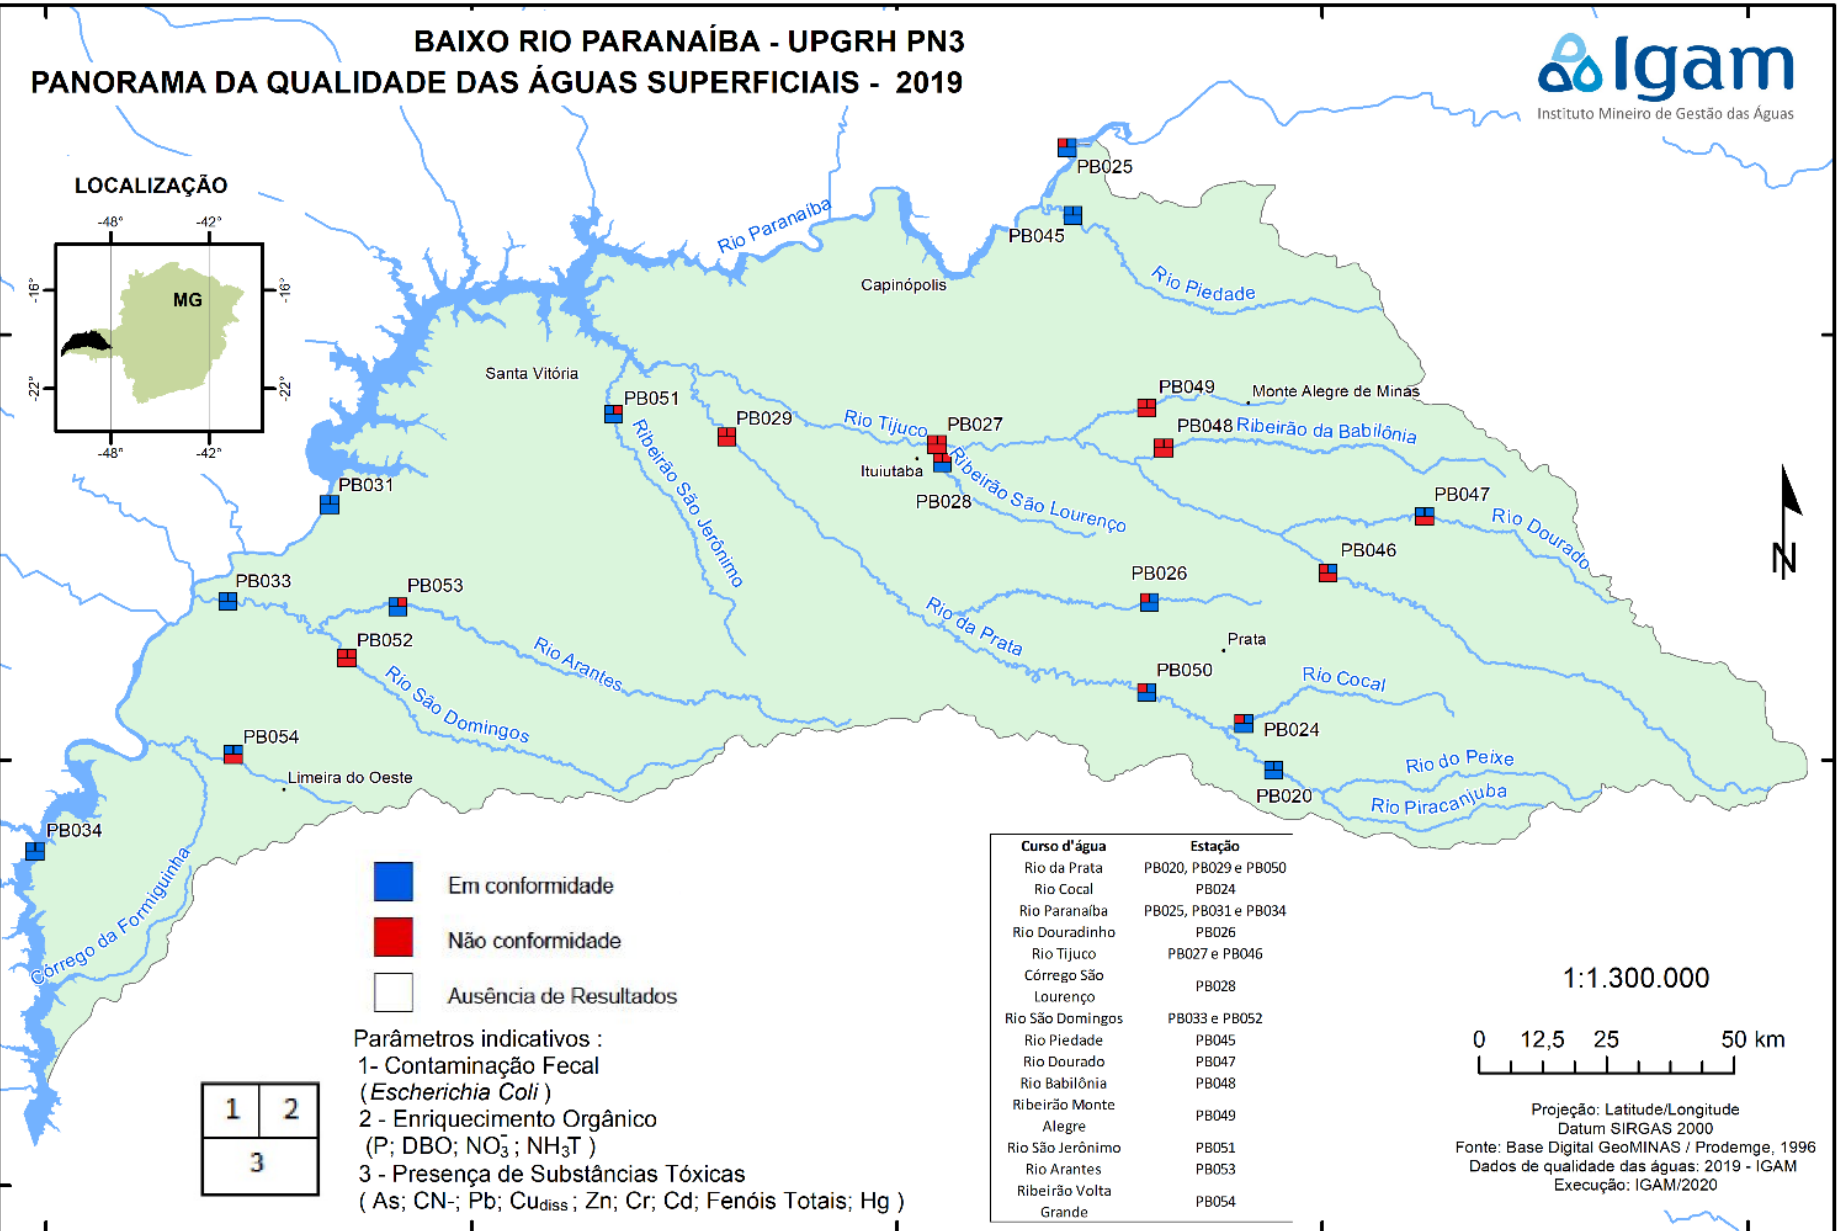 BAIXO RIO PARANAÍBA - UPGRH PN3
PANORAMA DA QUALIDADE DAS ÁGUAS SUPERFICIAIS - 2019
Igam
Instituto Mineiro de Gestão das Águas
LOCALIZAÇÃO
-48° -42°
-16° -16°
MG
-22° -22°
-48° -42°
PB025
Rio Paranaíba
PB045
Capinópolis
Rio Piedade
Santa Vitória
PB051
PB029
Rio Tijuco
PB027
PB049
Monte Alegre de Minas
PB048
Ribeirão da Babilônia
Ituiutaba
Ribeirão São Lourenço
PB028
Ribeirão São Jerônimo
PB031
PB047
Rio Dourado
PB046
N
PB033
PB053
PB026
Rio da Prata
PB052
Rio Arantes
Prata
PB050
Rio Cocal
Rio São Domingos
PB024
PB054
Limeira do Oeste
Rio do Peixe
PB020
Rio Piracanjuba
PB034
Córrego da Formiguinha
Em conformidade
Não conformidade
Ausência de Resultados
Parâmetros indicativos :
1- Contaminação Fecal
(Escherichia Coli )
2 - Enriquecimento Orgânico
(P; DBO; NO₃⁻; NH₃T )
3 - Presença de Substâncias Tóxicas
( As; CN-; Pb; Cudiss ; Zn; Cr; Cd; Fenóis Totais; Hg )
1 2
3
Curso d'água Estação
Rio da Prata PB020, PB029 e PB050
Rio Cocal PB024
Rio Paranaíba PB025, PB031 e PB034
Rio Douradinho PB026
Rio Tijuco PB027 e PB046
Córrego São
Lourenço PB028
Rio São Domingos PB033 e PB052
Rio Piedade PB045
Rio Dourado PB047
Rio Babilônia PB048
Ribeirão Monte
Alegre PB049
Rio São Jerônimo PB051
Rio Arantes PB053
Ribeirão Volta
Grande PB054
1:1.300.000
0 12,5 25 50 km
Projeção: Latitude/Longitude
Datum SIRGAS 2000
Fonte: Base Digital GeoMINAS / Prodemge, 1996
Dados de qualidade das águas: 2019 - IGAM
Execução: IGAM/2020